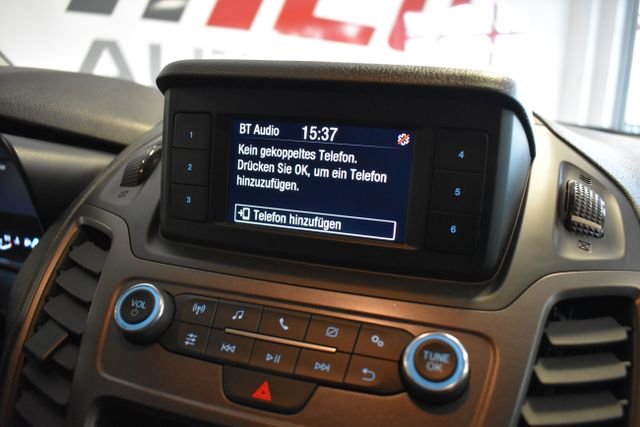 BT Audio 15:37
Kein gekoppeltes Telefon.
Drücken Sie OK, um ein Telefon
hinzuzufügen.
Telefon hinzufügen
1
2
3
4
5
6
VOL
TUNE
OK